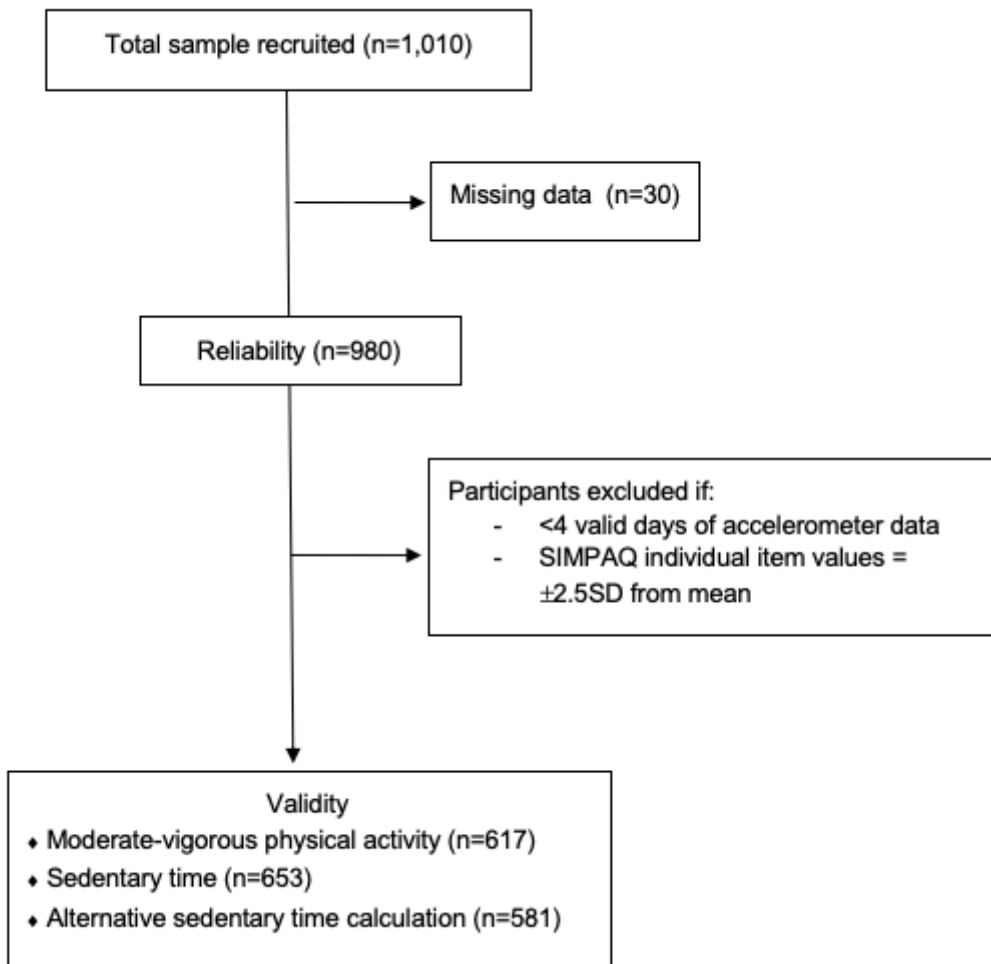 Total sample recruited (n=1,010)
Missing data (n=30)
Reliability (n=980)
Participants excluded if:
- <4 valid days of accelerometer data
- SIMPAQ individual item values =
±2.5SD from mean
Validity
♦ Moderate-vigorous physical activity (n=617)
♦ Sedentary time (n=653)
♦ Alternative sedentary time calculation (n=581)